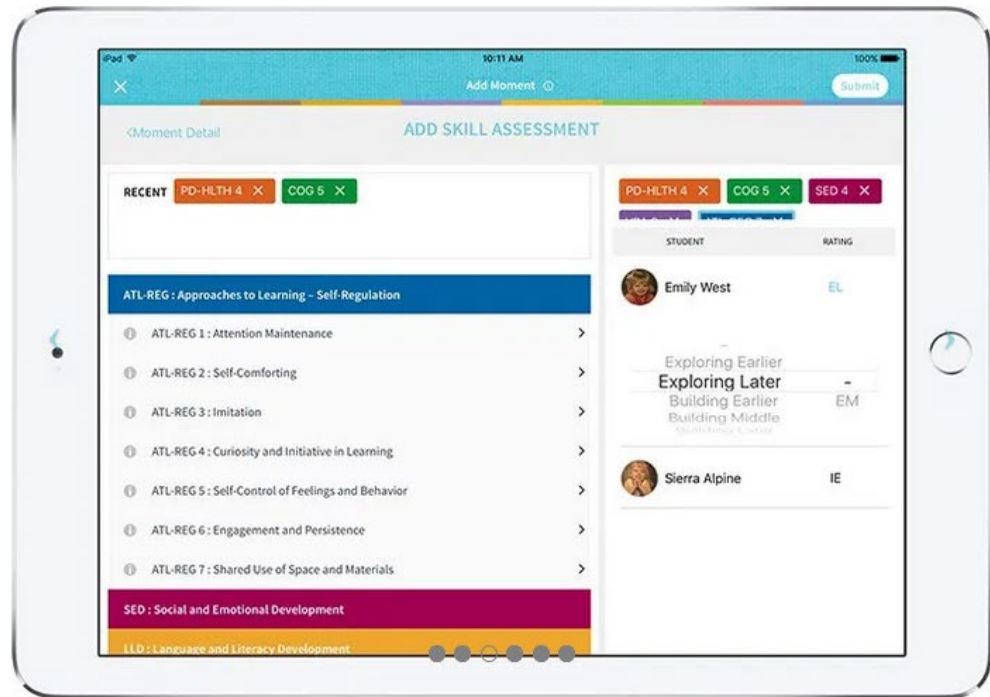 iPad
10:11 AM
100%
Add Moment
Submit
<Moment Detail
ADD SKILL ASSESSMENT
RECENT PD-HLTH 4 X COG 5 X
ATL-REG : Approaches to Learning – Self-Regulation
ATL-REG 1 : Attention Maintenance
ATL-REG 2 : Self-Comforting
ATL-REG 3 : Imitation
ATL-REG 4 : Curiosity and Initiative in Learning
ATL-REG 5 : Self-Control of Feelings and Behavior
ATL-REG 6 : Engagement and Persistence
ATL-REG 7 : Shared Use of Space and Materials
SED : Social and Emotional Development
LLD : Language and Literacy Development
PD-HLTH 4 X COG 5 X SED 4 X
STUDENT RATING
Emily West EL
Exploring Earlier
Exploring Later -
Building Earlier EM
Building Middle
Sierra Alpine IE